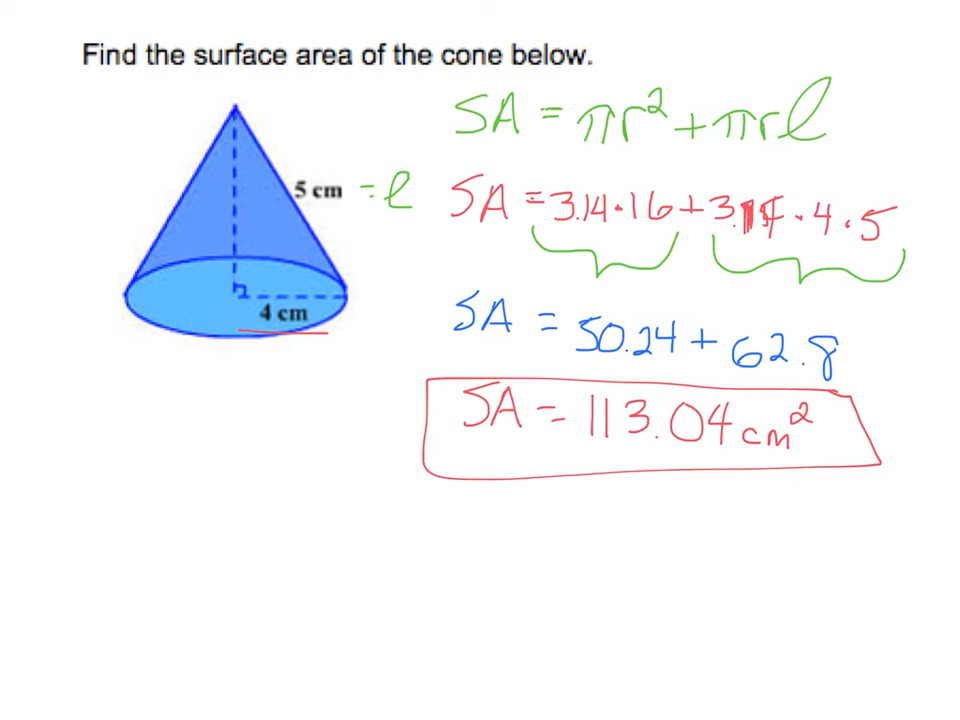 Find the surface area of the cone below.
SA = πr² + πrl
5 cm = l
SA = 3.14·16 + 3.14·4·5
4 cm
SA = 50.24 + 62.8
SA = 113.04 cm²